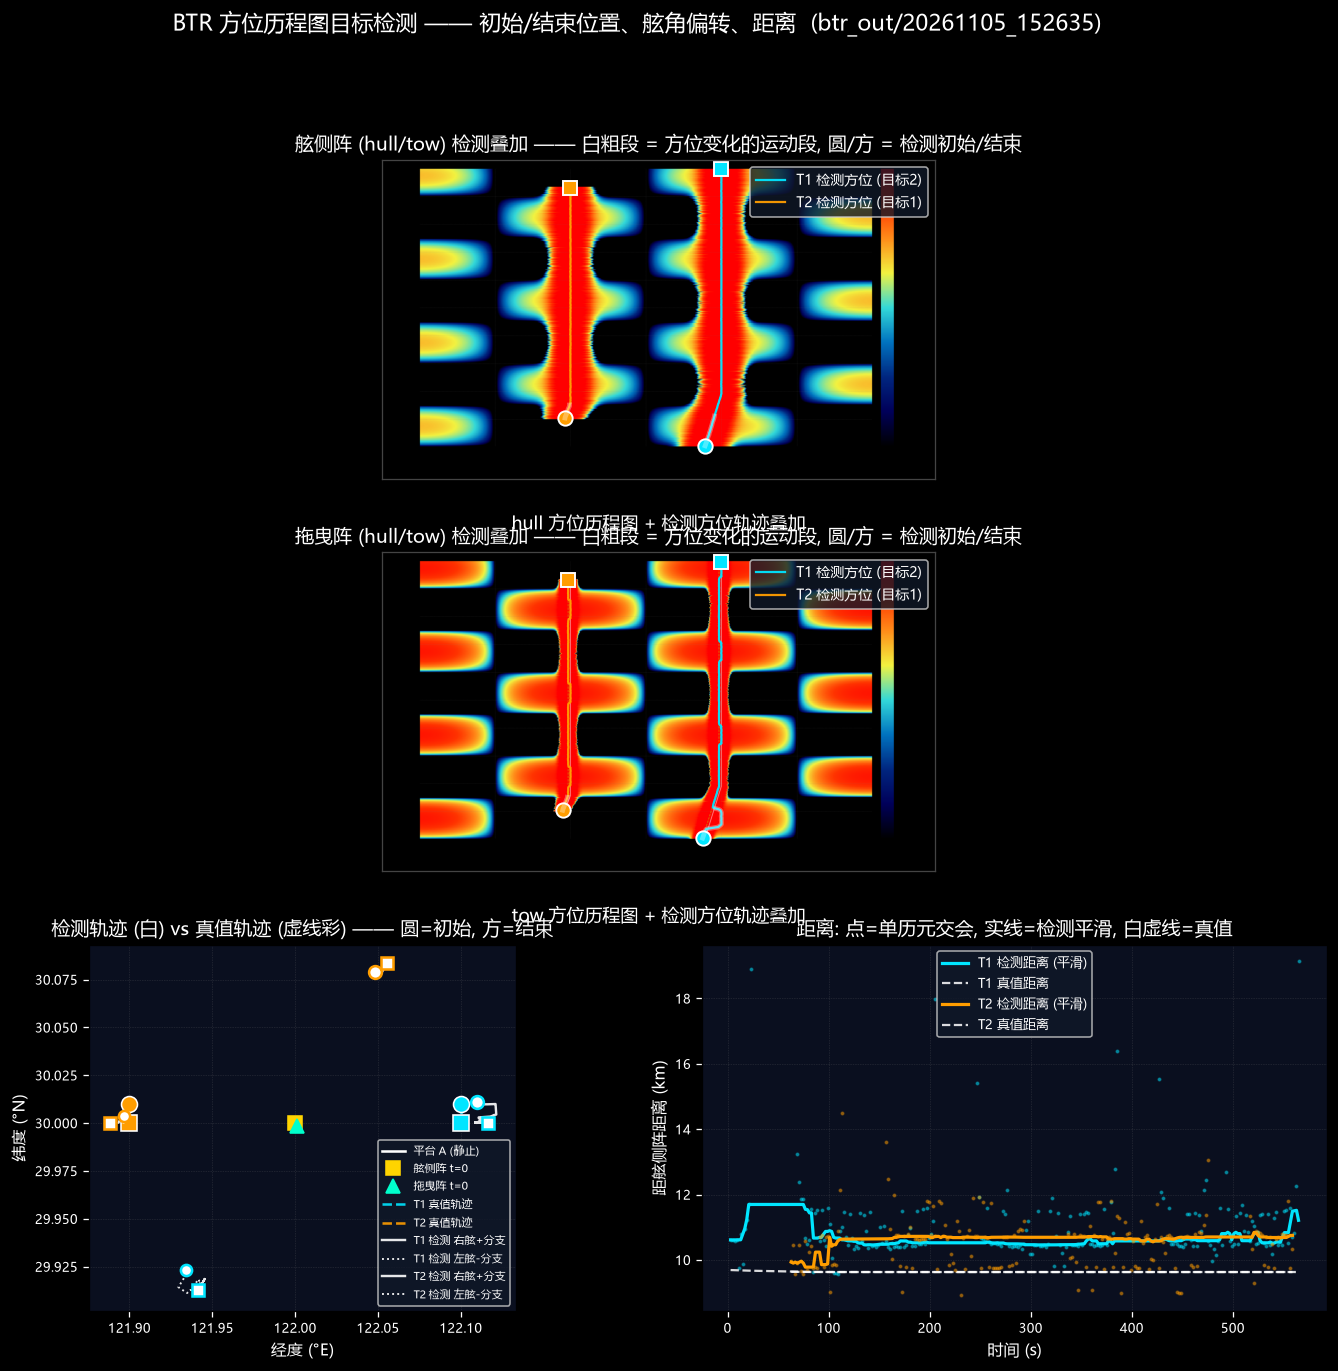 BTR 方位历程图目标检测 —— 初始/结束位置、舷角偏转、距离 (btr_out/20261105_152635)
舷侧阵 (hull/tow) 检测叠加 —— 白粗段 = 方位变化的运动段, 圆/方 = 检测初始/结束
T1 检测方位 (目标2)
T2 检测方位 (目标1)
hull 方位历程图 + 检测方位轨迹叠加
拖曳阵 (hull/tow) 检测叠加 —— 白粗段 = 方位变化的运动段, 圆/方 = 检测初始/结束
T1 检测方位 (目标2)
T2 检测方位 (目标1)
tow 方位历程图 + 检测方位轨迹叠加
检测轨迹 (白) vs 真值轨迹 (虚线彩) —— 圆=初始, 方=结束
30.075
30.050
30.025
30.000
29.975
29.950
29.925
纬度 (°N)
平台 A (静止)
舷侧阵 t=0
拖曳阵 t=0
T1 真值轨迹
T2 真值轨迹
T1 检测 右舷+分支
T1 检测 左舷-分支
T2 检测 右舷+分支
T2 检测 左舷-分支
121.90
121.95
122.00
122.05
122.10
经度 (°E)
距离: 点=单历元交会, 实线=检测平滑, 白虚线=真值
T1 检测距离 (平滑)
T1 真值距离
T2 检测距离 (平滑)
T2 真值距离
18
16
14
12
10
距舷侧阵距离 (km)
0
100
200
300
400
500
时间 (s)